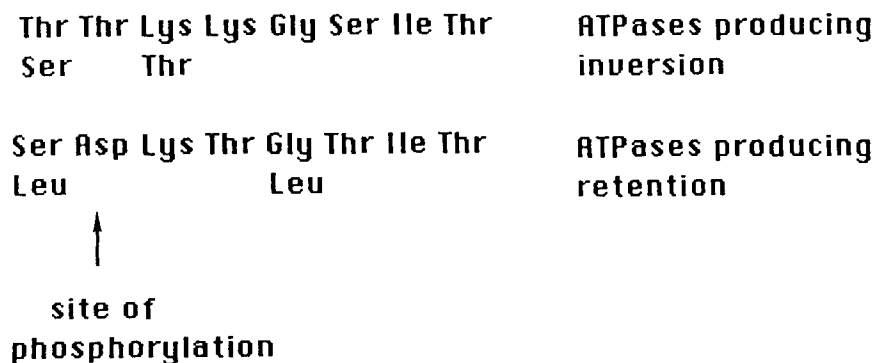 Thr Thr Lys Lys Gly Ser Ile Thr ATPases producing
Ser Thr inversion
Ser Asp Lys Thr Gly Thr Ile Thr ATPases producing
Leu Leu retention
site of
phosphorylation